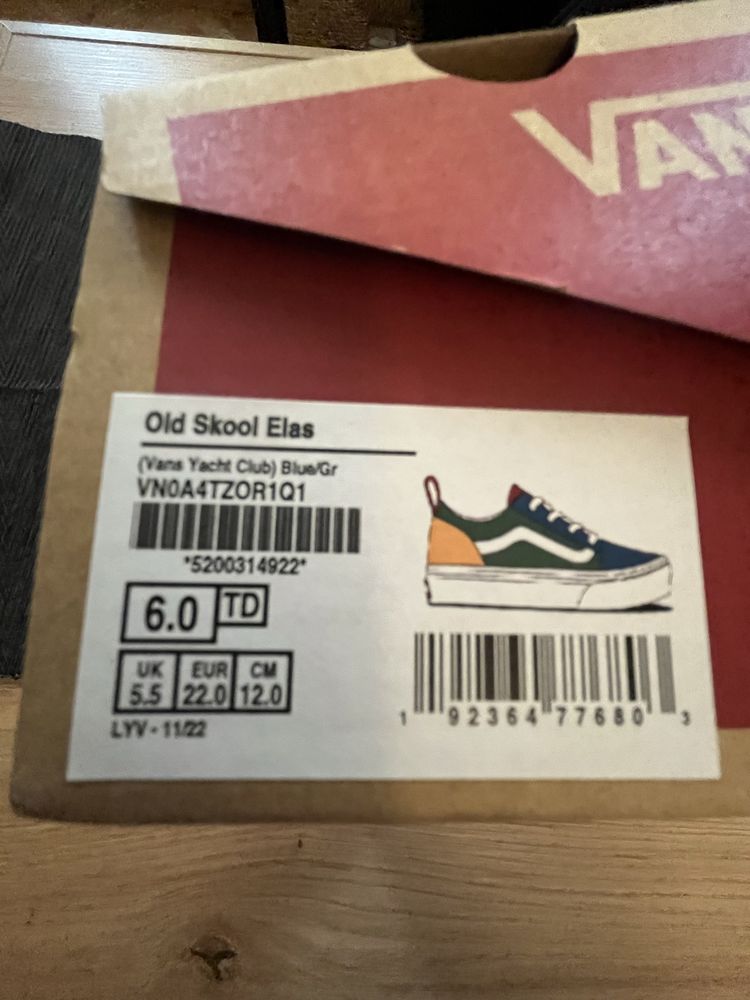 VAN
Old Skool Elas
(Vans Yacht Club) Blue/Gr
VN0A4TZOR1Q1
*5200314922*
6.0 TD
UK EUR CM
5.5 22.0 12.0
LYV - 11/22
1 92364 77680 3